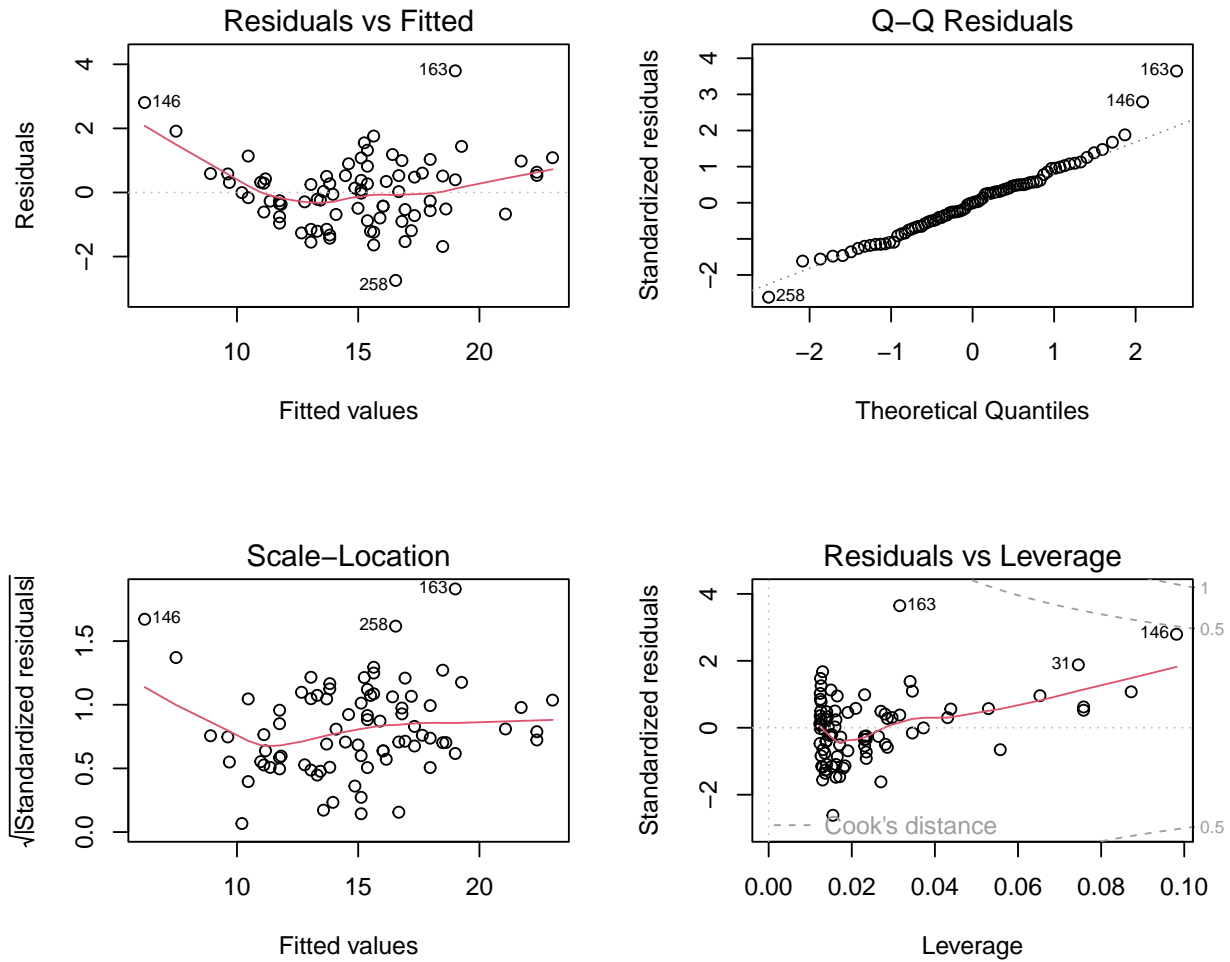 Residuals vs Fitted
Residuals
4
2
0
−2
163
146
258
10 15 20
Fitted values
Q−Q Residuals
Standardized residuals
4
3
2
1
0
−2
163
146
258
−2 −1 0 1 2
Theoretical Quantiles
Scale−Location
√|Standardized residuals|
1.5
1.0
0.5
0.0
163
146
258
10 15 20
Fitted values
Residuals vs Leverage
Standardized residuals
4
2
0
−2
163
146
31
1
0.5
0.5
Cook's distance
0.00 0.02 0.04 0.06 0.08 0.10
Leverage